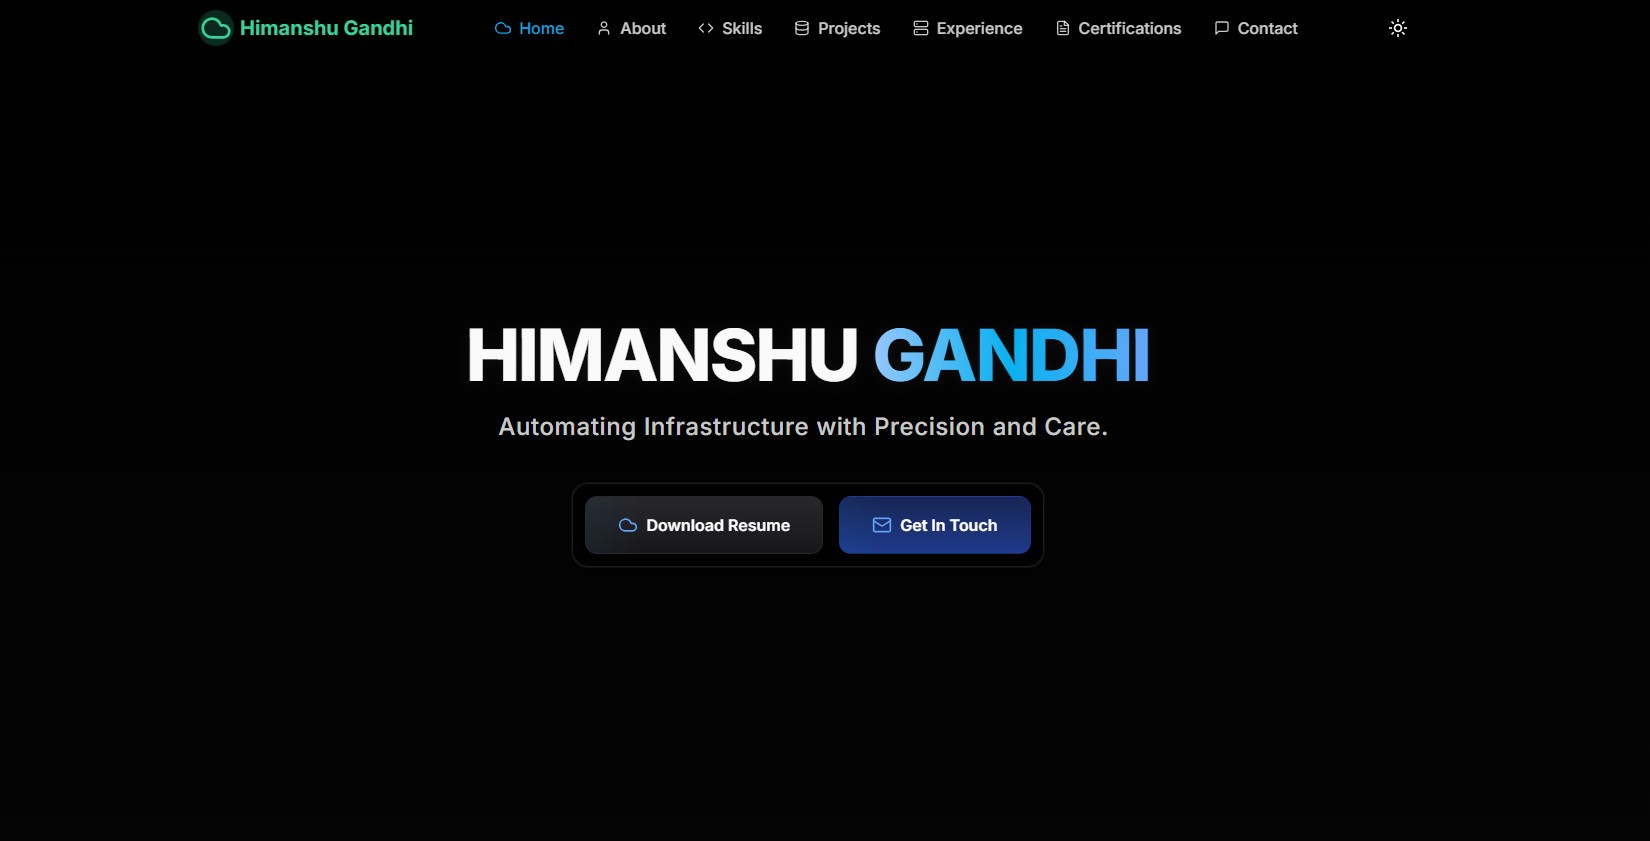 Himanshu Gandhi Home About Skills Projects Experience Certifications Contact
HIMANSHU GANDHI
Automating Infrastructure with Precision and Care.
Download Resume Get In Touch